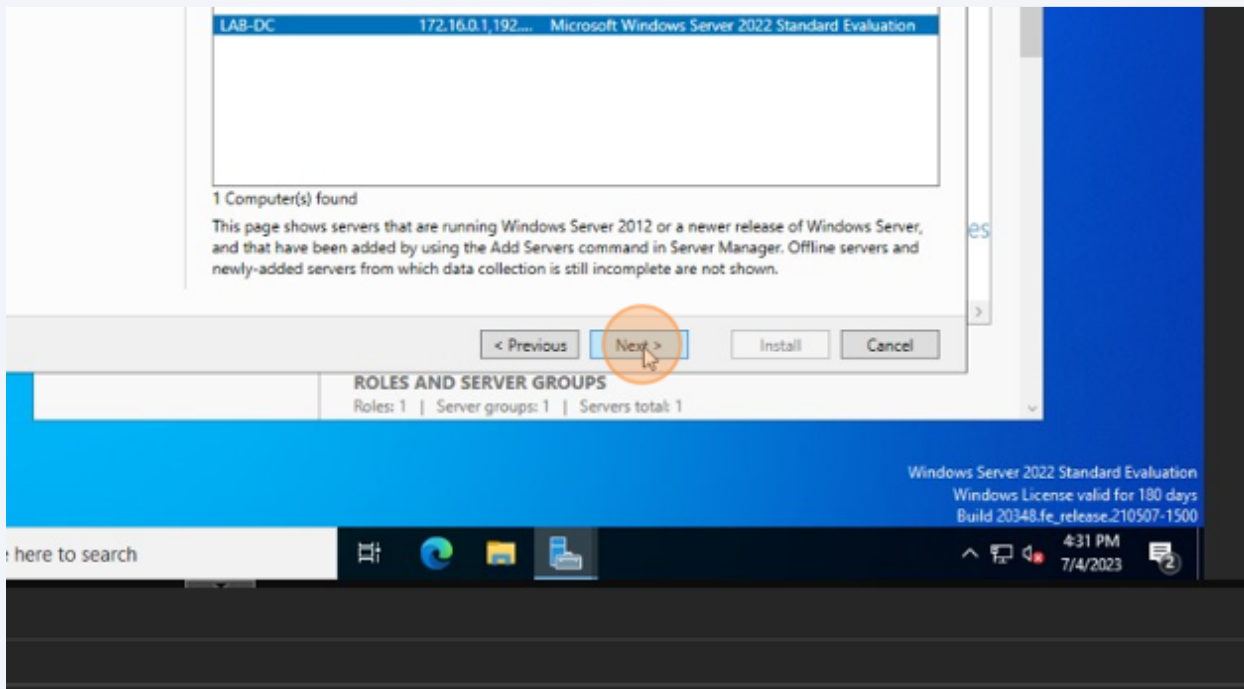 LAB-DC 172.16.0.1,192.... Microsoft Windows Server 2022 Standard Evaluation
1 Computer(s) found
This page shows servers that are running Windows Server 2012 or a newer release of Windows Server,
and that have been added by using the Add Servers command in Server Manager. Offline servers and
newly-added servers from which data collection is still incomplete are not shown.
es
< Previous Next > Install Cancel
ROLES AND SERVER GROUPS
Roles: 1 | Server groups: 1 | Servers total: 1
Windows Server 2022 Standard Evaluation
Windows License valid for 180 days
Build 20348.fe_release.210507-1500
here to search
4:31 PM
7/4/2023
2